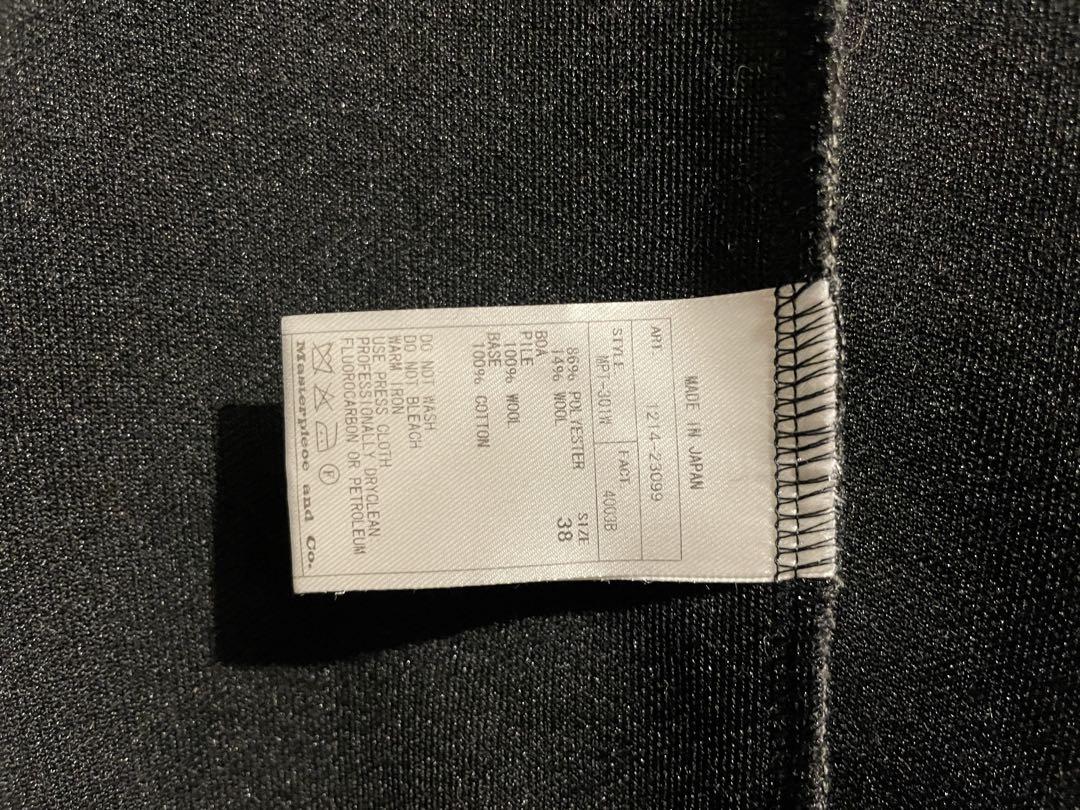 MADE IN JAPAN
ART. 1214-23099
STYLE MPT-301W FACT 4003B
86% POLYESTER
14% WOOL
SIZE
38
BOA
PILE
100% WOOL
BASE
100% COTTON
DO NOT WASH
DO NOT BLEACH
WARM IRON
USE PRESS CLOTH
PROFESSIONALLY DRYCLEAN
FLUOROCARBON OR PETROLEUM
F
Masterpiece and Co.